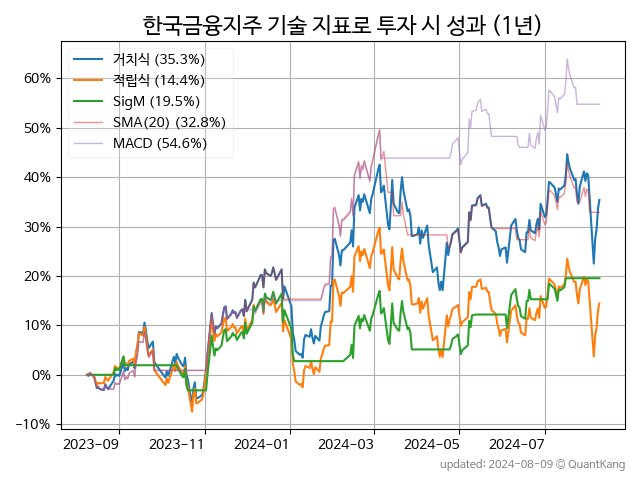 한국금융지주 기술 지표로 투자 시 성과 (1년)
거치식 (35.3%)
적립식 (14.4%)
SigM (19.5%)
SMA(20) (32.8%)
MACD (54.6%)
60%
50%
40%
30%
20%
10%
0%
−10%
2023-09
2023-11
2024-01
2024-03
2024-05
2024-07
updated: 2024-08-09 © QuantKang